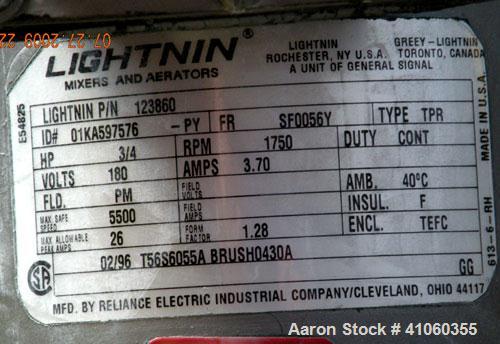 07.27.2009 22
LIGHTNIN®
MIXERS AND AERATORS
LIGHTNIN
ROCHESTER, NY U.S.A.
A UNIT OF GENERAL SIGNAL
GREEY-LIGHTNIN
TORONTO, CANADA
E54825
LIGHTNIN P/N 123860
ID# 01KA597576 -PY FR SF0056Y TYPE TPR
HP 3/4 RPM 1750 DUTY CONT
VOLTS 180 AMPS 3.70
FLD. PM FIELD VOLTS AMB. 40°C
MAX SAFE SPEED 5500 FIELD AMPS INSUL. F
MAX ALLOWABLE PEAK AMPS 26 FORM FACTOR 1.28 ENCL. TEFC
02/96 T56S6055A BRUSH0430A GG
MFD. BY RELIANCE ELECTRIC INDUSTRIAL COMPANY/CLEVELAND, OHIO 44117
MADE IN U.S.A.
613-6-RH
SA
Aaron Stock # 41060355